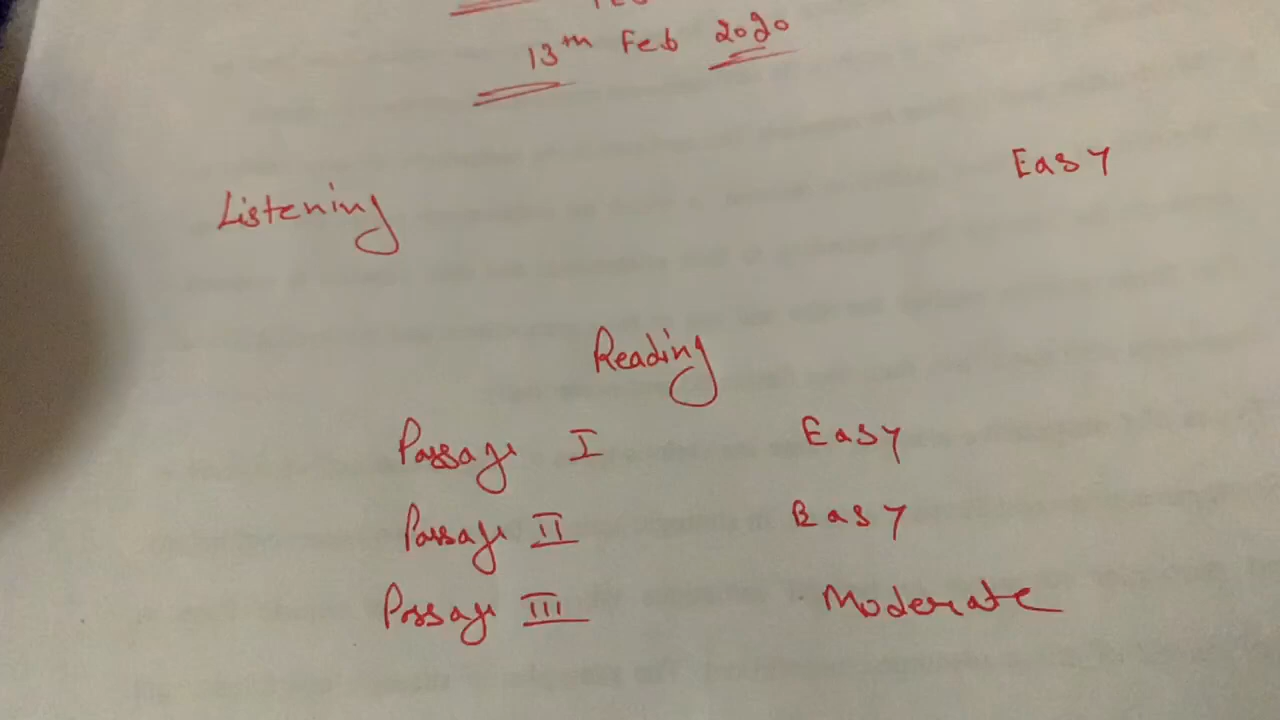 13th Feb 2020
Listening Easy
Reading
Passage I Easy
Passage II Easy
Passage III Moderate